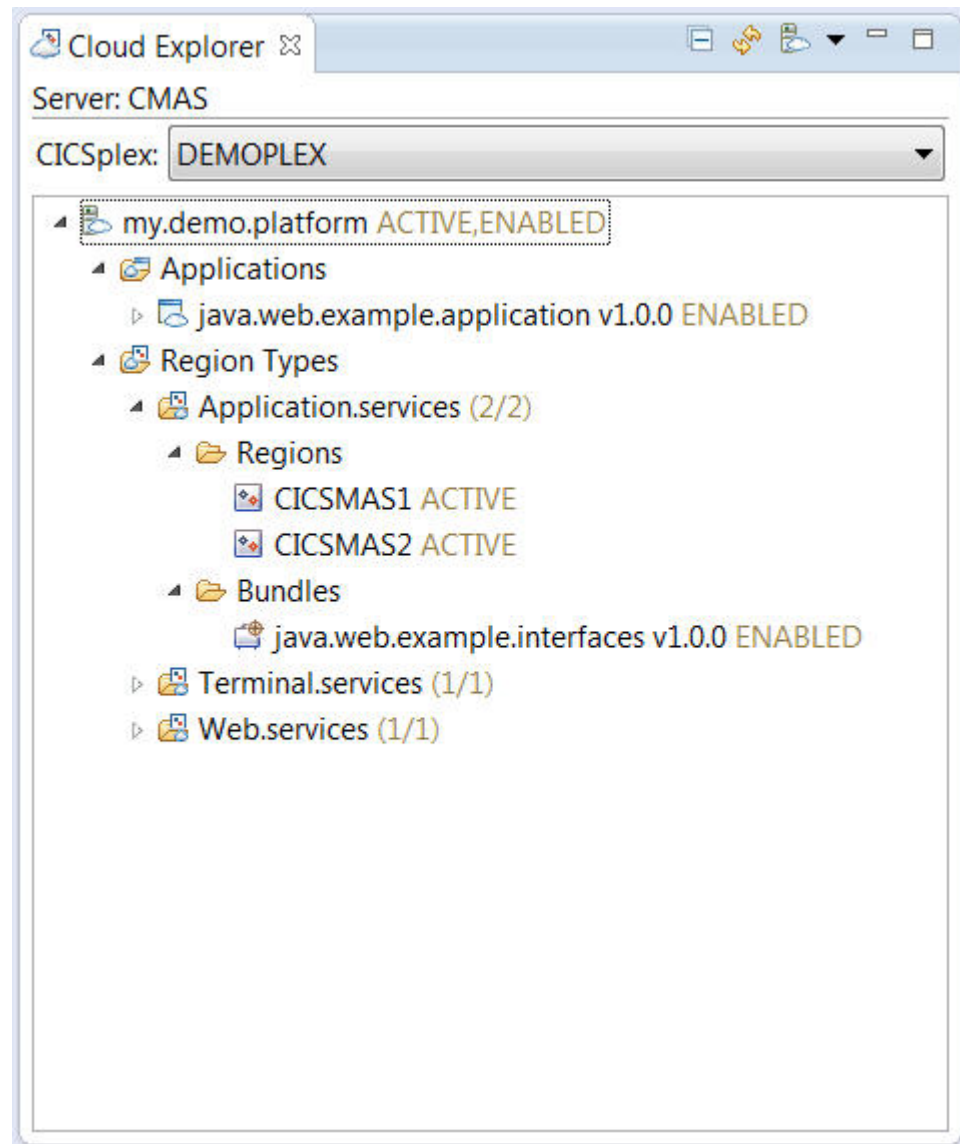 Cloud Explorer
Server: CMAS
CICSplex: DEMOPLEX
my.demo.platform ACTIVE,ENABLED
Applications
java.web.example.application v1.0.0 ENABLED
Region Types
Application.services (2/2)
Regions
CICSMAS1 ACTIVE
CICSMAS2 ACTIVE
Bundles
java.web.example.interfaces v1.0.0 ENABLED
Terminal.services (1/1)
Web.services (1/1)